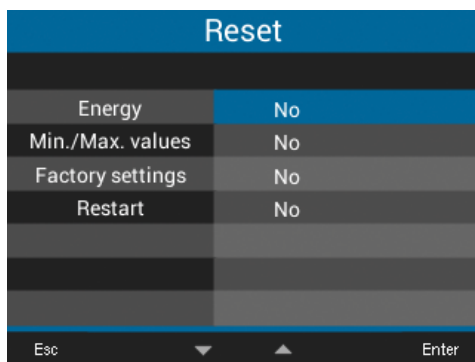 Reset
Energy No
Min./Max. values No
Factory settings No
Restart No
Esc Enter